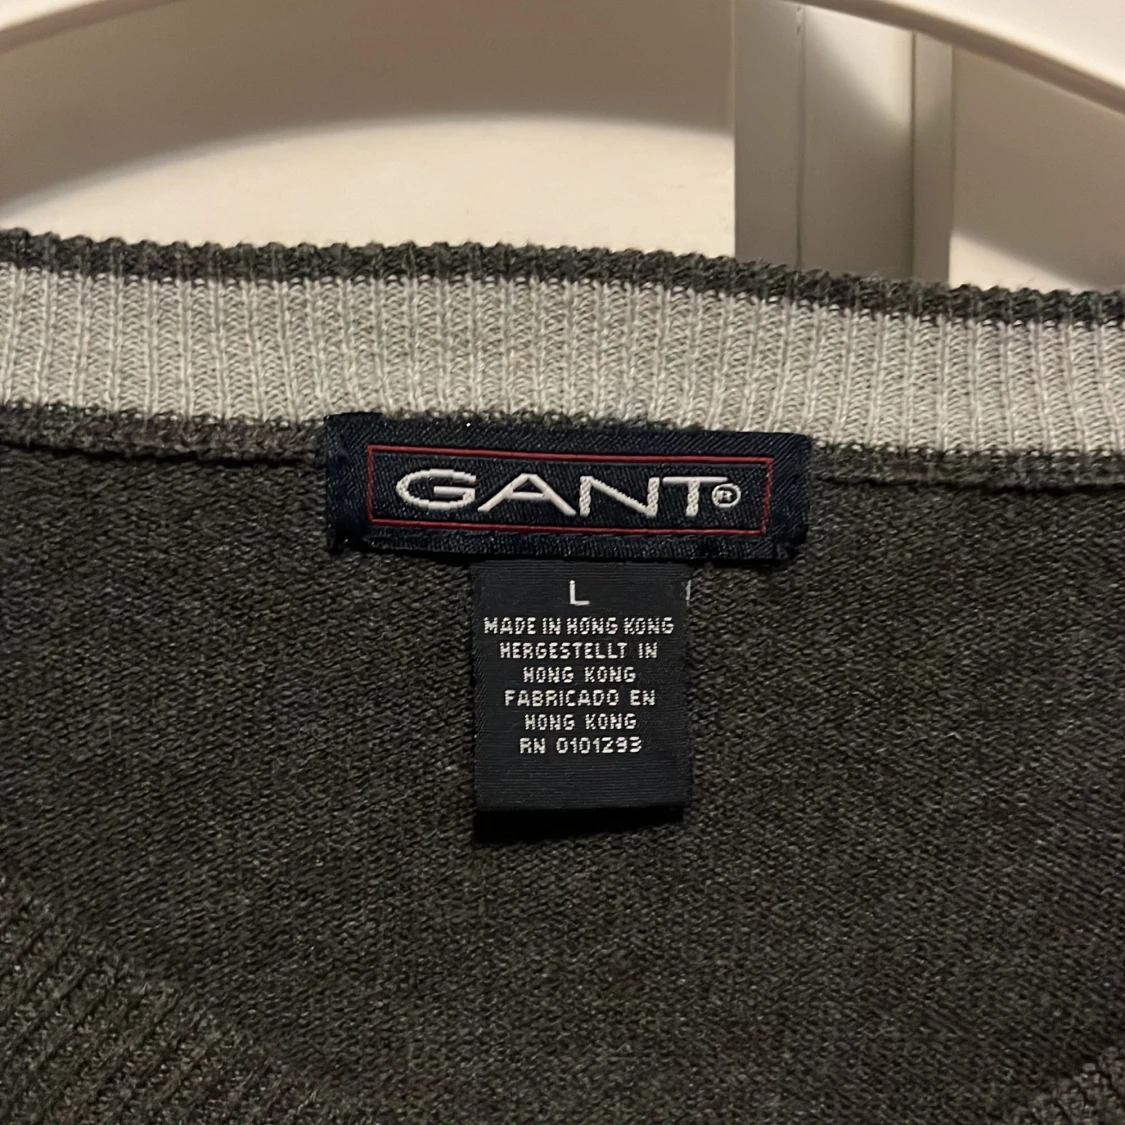 GANT®
L
MADE IN HONG KONG
HERGESTELLT IN
HONG KONG
FABRICADO EN
HONG KONG
RN 0101293